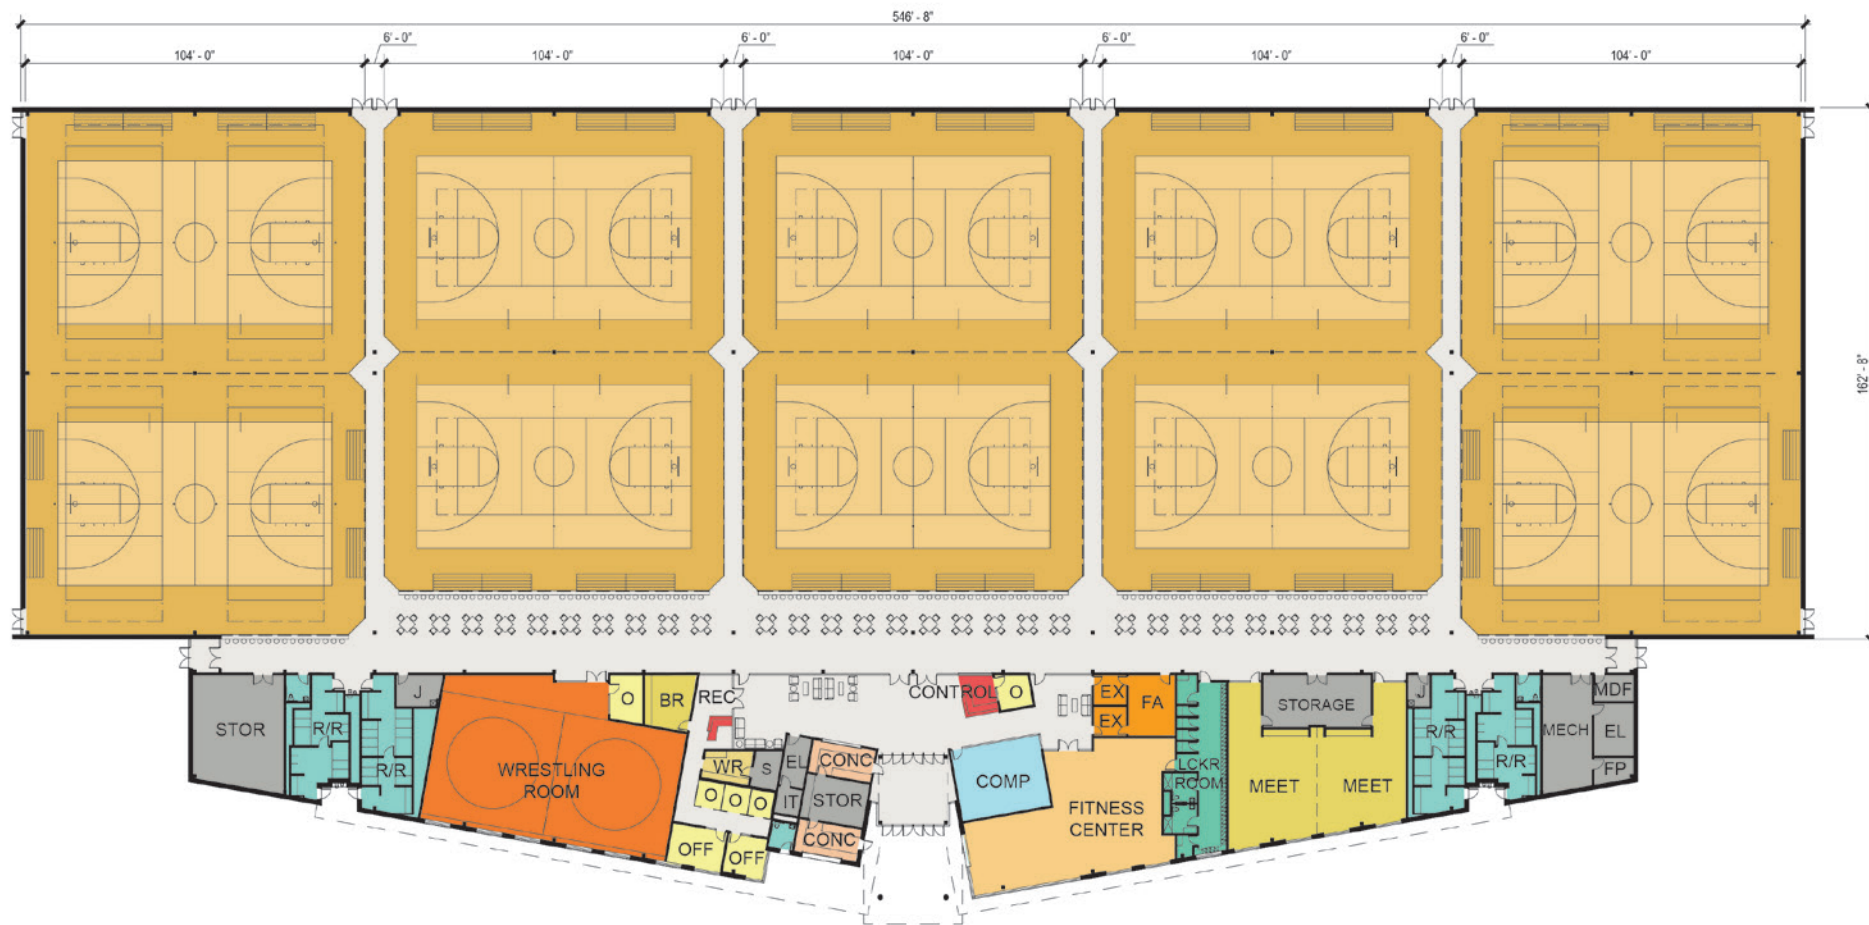 546' - 8"
6' - 0"
6' - 0"
6' - 0"
6' - 0"
104' - 0"
104' - 0"
104' - 0"
104' - 0"
104' - 0"
162' - 8"
STOR
R/R
R/R
J
WRESTLING
ROOM
O
BR
REC
WR
S
EL
IT
O
O
O
OFF
OFF
CONC
STOR
CONC
CONTROL
O
COMP
EX
EX
FA
FITNESS
CENTER
LCKR
ROOM
STORAGE
MEET
MEET
J
R/R
R/R
MECH
MDF
EL
FP